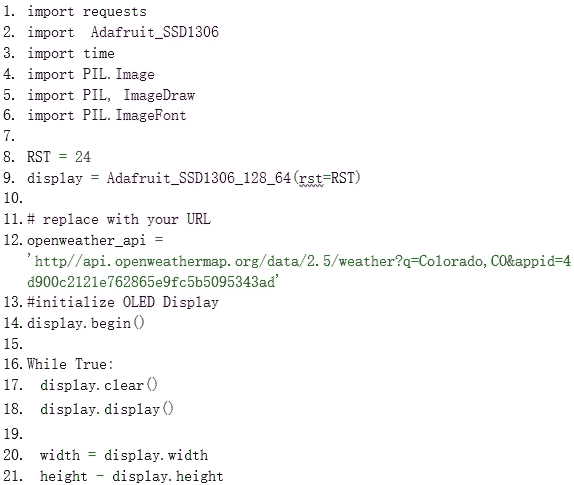 1. import requests
2. import  Adafruit_SSD1306
3. import time
4. import PIL.Image
5. import PIL, ImageDraw
6. import PIL.ImageFont
7.
8. RST = 24
9. display = Adafruit_SSD1306_128_64(rst=RST)
10.
11. # replace with your URL
12. openweather_api =
'http//api.openweathermap.org/data/2.5/weather?q=Colorado,CO&appid=4
d900c2121e762865e9fc5b5095343ad'
13. #initialize OLED Display
14. display.begin()
15.
16. While True:
17.  display.clear()
18.  display.display()
19.
20.  width = display.width
21.  height - display.height